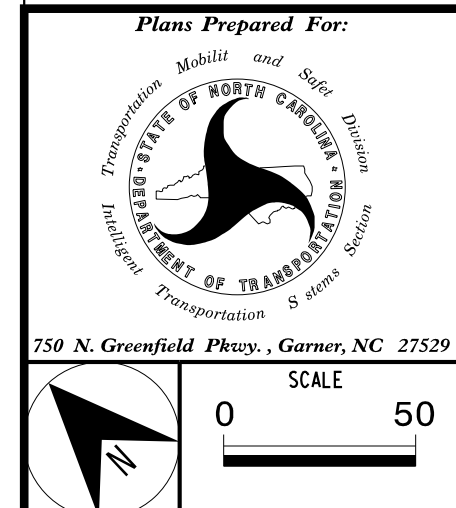 Plans Prepared For:
Transportation Mobilit and Safet Division
STATE OF NORTH CAROLINA
DEPARTMENT OF TRANSPORTATION
Intelligent Transportation S stems Section
750 N. Greenfield Pkwy. , Garner, NC 27529
SCALE
0 50
N